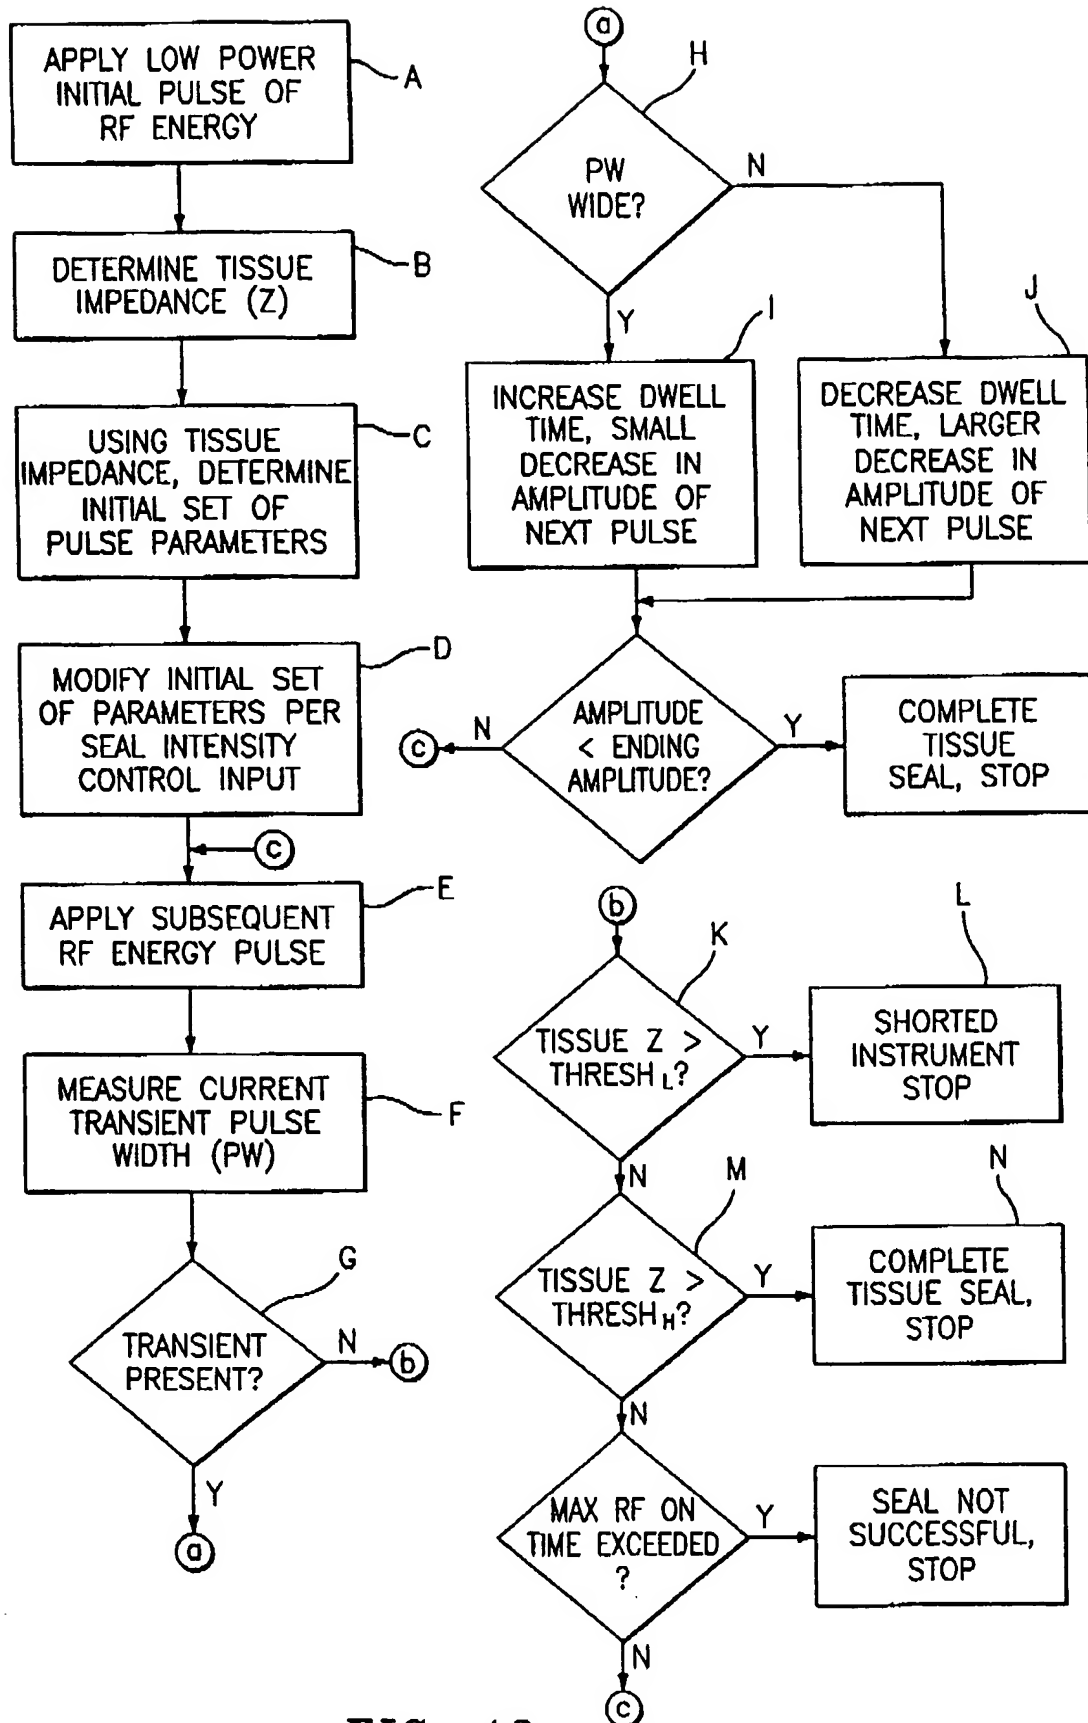 APPLY LOW POWER
INITIAL PULSE OF
RF ENERGY
A
DETERMINE TISSUE
IMPEDANCE (Z)
B
USING TISSUE
IMPEDANCE, DETERMINE
INITIAL SET OF
PULSE PARAMETERS
C
MODIFY INITIAL SET
OF PARAMETERS PER
SEAL INTENSITY
CONTROL INPUT
D
c
APPLY SUBSEQUENT
RF ENERGY PULSE
E
MEASURE CURRENT
TRANSIENT PULSE
WIDTH (PW)
F
TRANSIENT
PRESENT?
G
N
b
Y
a
a
PW
WIDE?
H
N
Y
INCREASE DWELL
TIME, SMALL
DECREASE IN
AMPLITUDE OF
NEXT PULSE
I
DECREASE DWELL
TIME, LARGER
DECREASE IN
AMPLITUDE OF
NEXT PULSE
J
AMPLITUDE
< ENDING
AMPLITUDE?
N
c
Y
COMPLETE
TISSUE
SEAL, STOP
b
TISSUE Z >
THRESH L?
K
Y
SHORTED
INSTRUMENT
STOP
L
N
TISSUE Z >
THRESH H?
M
Y
COMPLETE
TISSUE SEAL,
STOP
N
N
MAX RF ON
TIME EXCEEDED
?
Y
SEAL NOT
SUCCESSFUL,
STOP
N
c